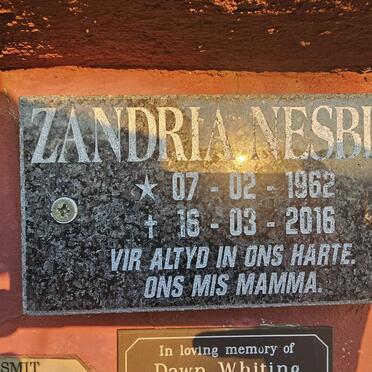 ZANDRIA NESB
07 - 02 - 1962
16 - 03 - 2016
VIR ALTYD IN ONS HARTE.
ONS MIS MAMMA.
SMIT
In loving memory of
Dawn Whiting